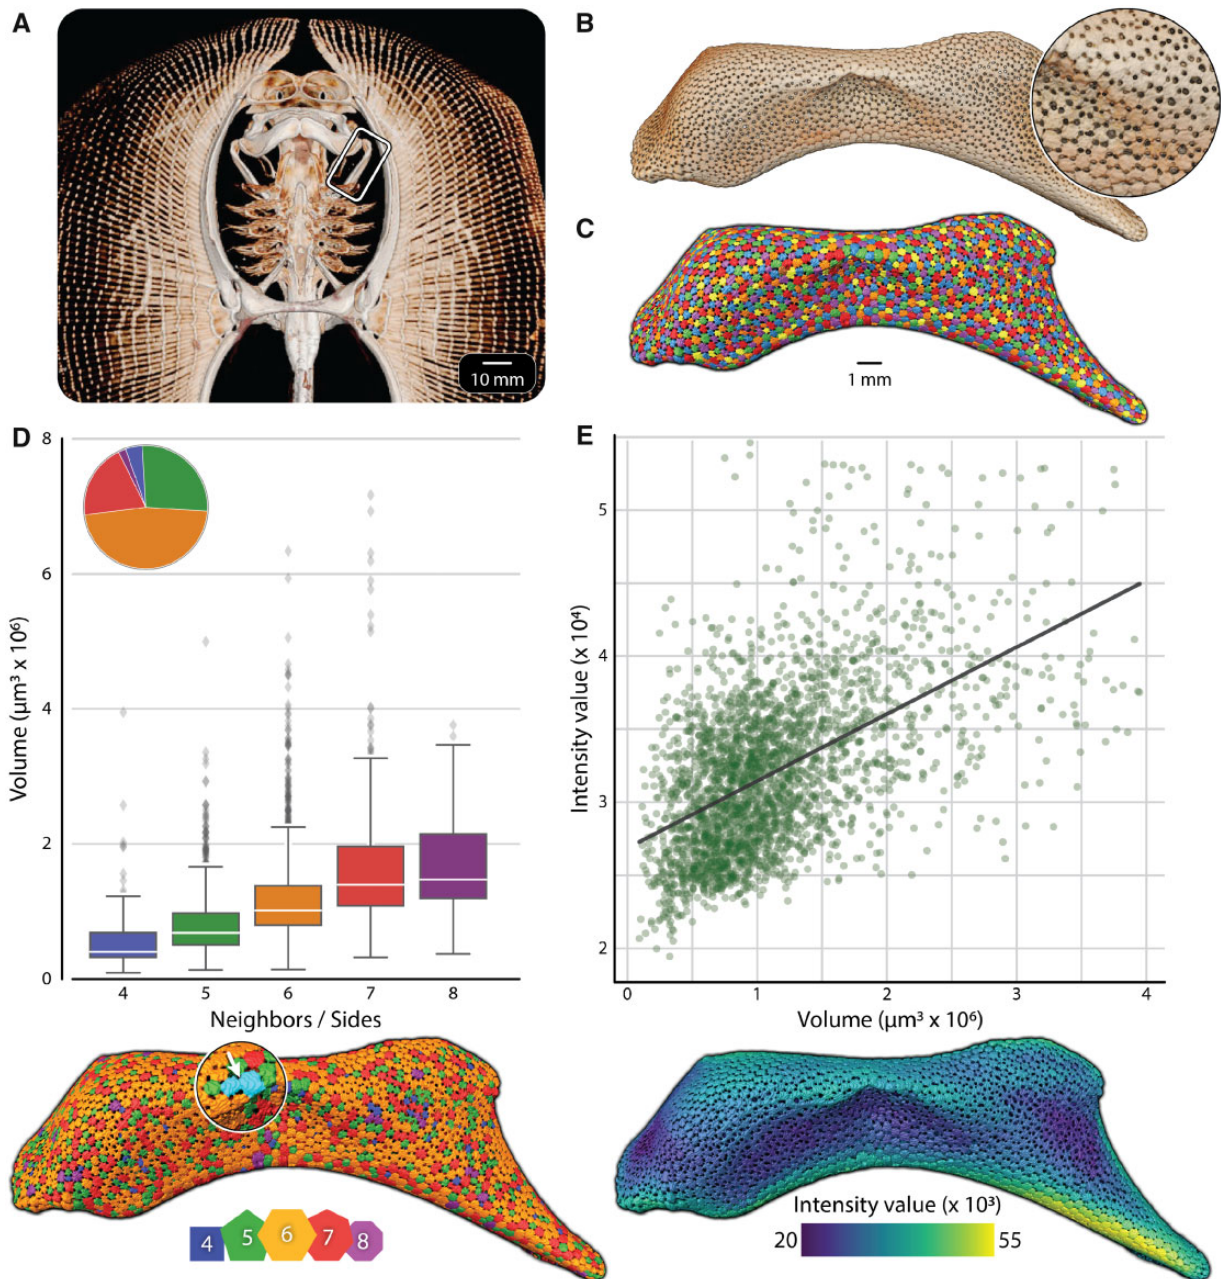 A
10 mm
B
C
1 mm
D
8
6
4
2
0
Volume (µm³ x 10⁶)
4 5 6 7 8
Neighbors / Sides
4 5 6 7 8
E
5
4
3
2
Intensity value (x 10⁴)
0 1 2 3 4
Volume (µm³ x 10⁶)
Intensity value (x 10³)
20 55